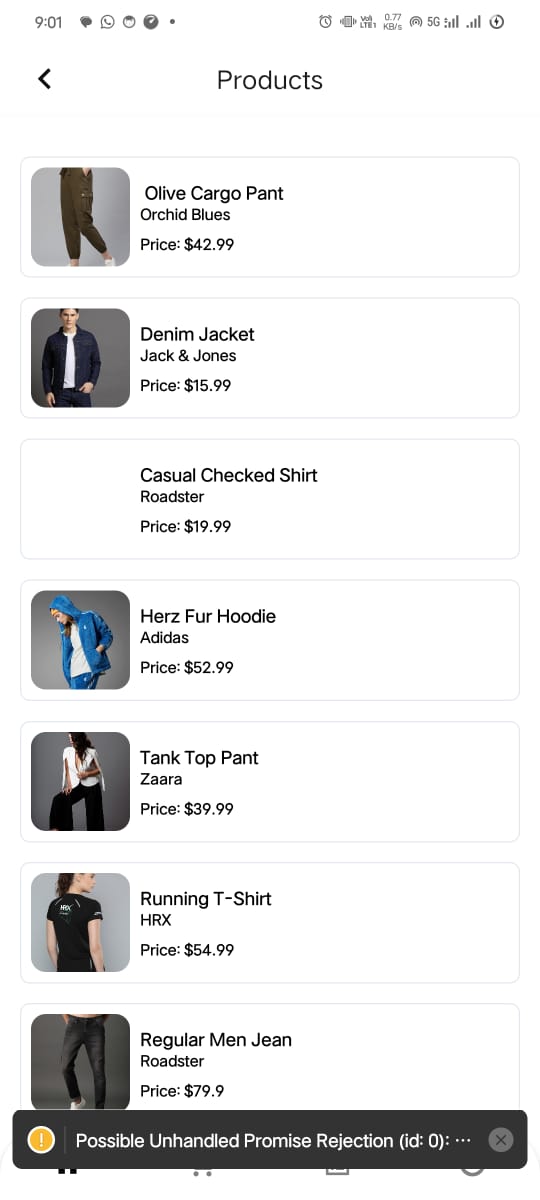 9:01
Vo)
LTE1
0.77
KB/s
5G
Products
Olive Cargo Pant
Orchid Blues
Price: $42.99
Denim Jacket
Jack & Jones
Price: $15.99
Casual Checked Shirt
Roadster
Price: $19.99
Herz Fur Hoodie
Adidas
Price: $52.99
Tank Top Pant
Zaara
Price: $39.99
HRX
Running T-Shirt
HRX
Price: $54.99
Regular Men Jean
Roadster
Price: $79.9
Possible Unhandled Promise Rejection (id: 0): ···